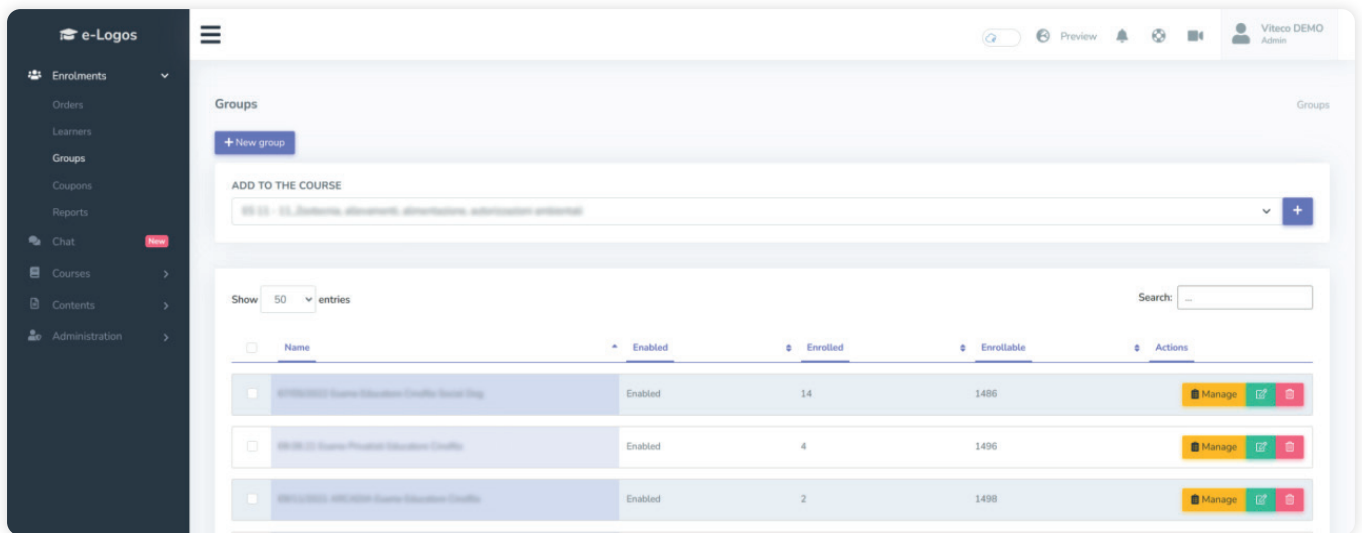 e-Logos
Preview
Viteco DEMO
Admin
Enrolments
Orders
Learners
Groups
Coupons
Reports
Chat New
Courses
Contents
Administration
Groups
Groups
+ New group
ADD TO THE COURSE
+
Show 50 entries
Search: ...
Name Enabled Enrolled Enrollable Actions
Enabled 14 1486 Manage
Enabled 4 1496 Manage
Enabled 2 1498 Manage